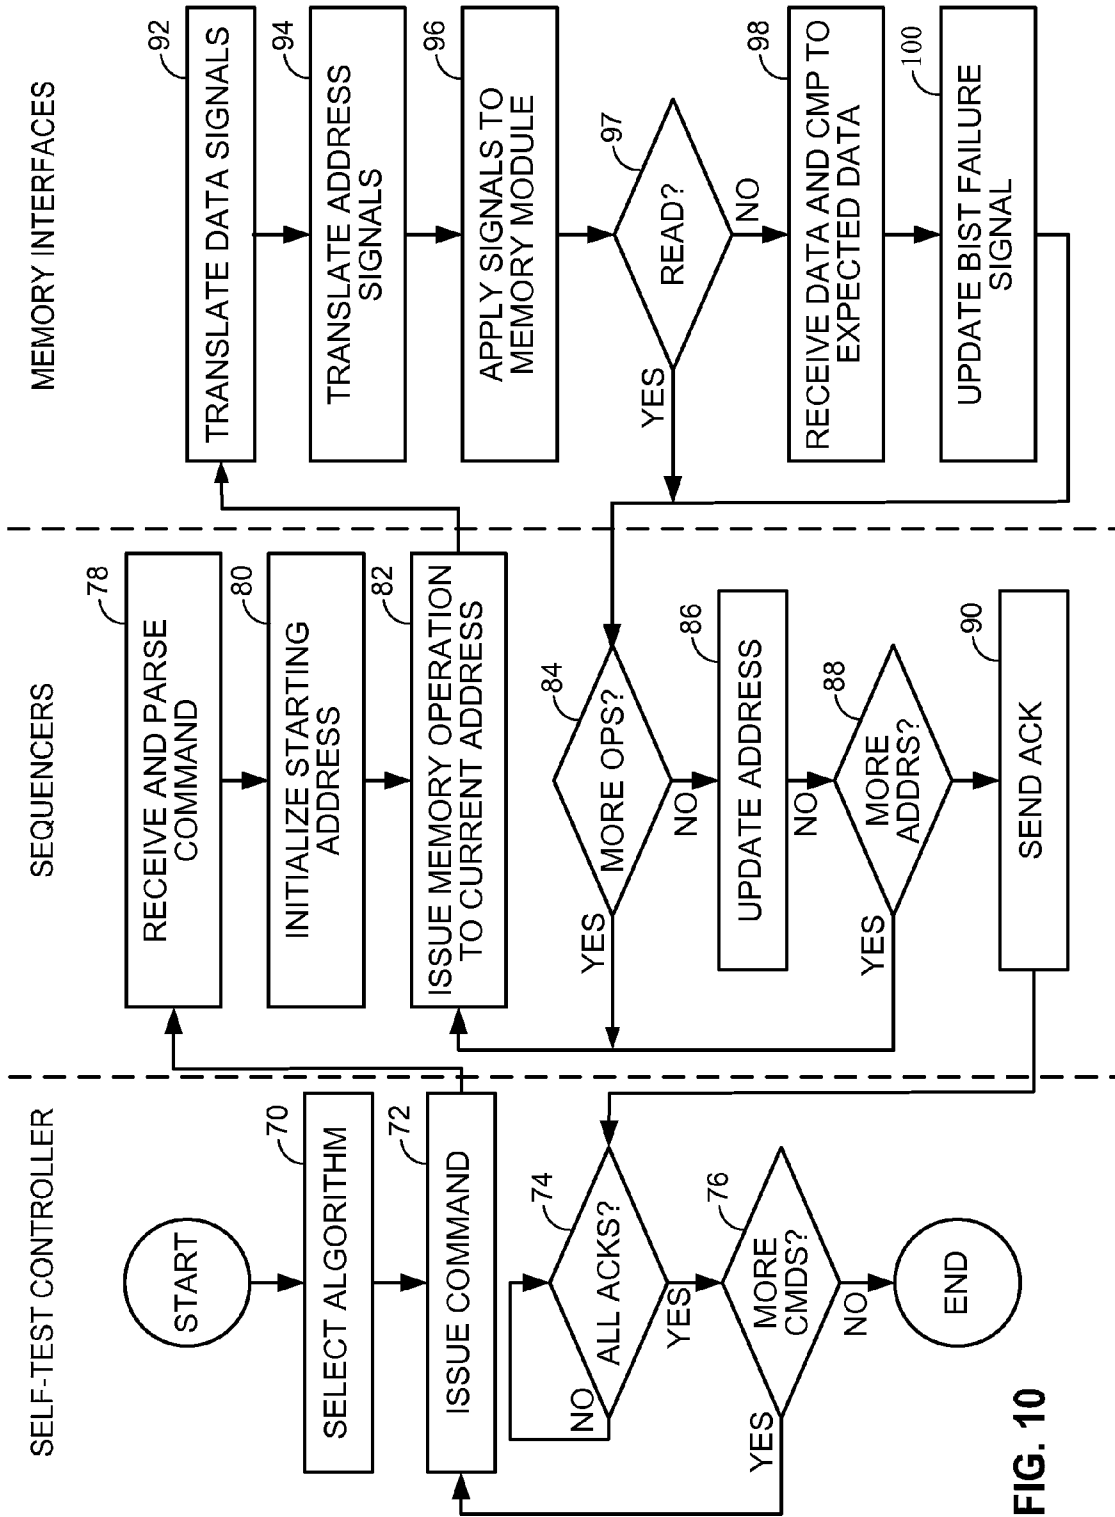 SELF-TEST CONTROLLER
START
70
SELECT ALGORITHM
72
ISSUE COMMAND
74
ALL ACKS?
NO
YES
76
MORE
CMDS?
YES
NO
END
SEQUENCERS
78
RECEIVE AND PARSE
COMMAND
80
INITIALIZE STARTING
ADDRESS
82
ISSUE MEMORY OPERATION
TO CURRENT ADDRESS
84
MORE OPS?
YES
NO
86
UPDATE ADDRESS
NO
88
MORE
ADDRS?
YES
90
SEND ACK
MEMORY INTERFACES
92
TRANSLATE DATA SIGNALS
94
TRANSLATE ADDRESS
SIGNALS
96
APPLY SIGNALS TO
MEMORY MODULE
97
READ?
YES
NO
98
RECEIVE DATA AND CMP TO
EXPECTED DATA
100
UPDATE BIST FAILURE
SIGNAL
FIG. 10